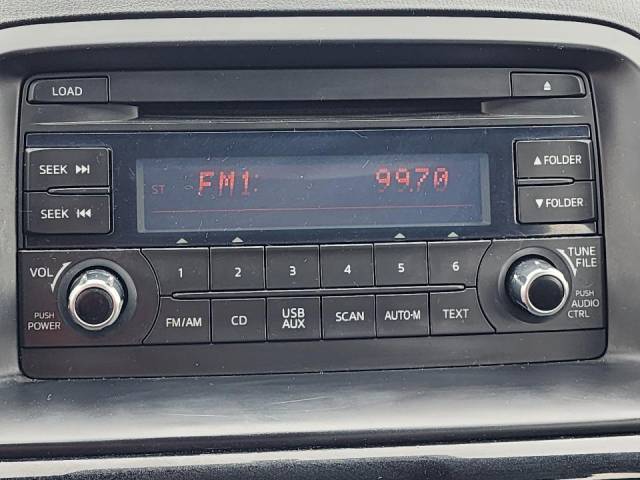 LOAD
SEEK
SEEK
ST FM1: 99.70
▲ FOLDER
▼ FOLDER
VOL
PUSH
POWER
1 2 3 4 5 6
TUNE
FILE
PUSH
AUDIO
CTRL
FM/AM CD USB AUX SCAN AUTO-M TEXT